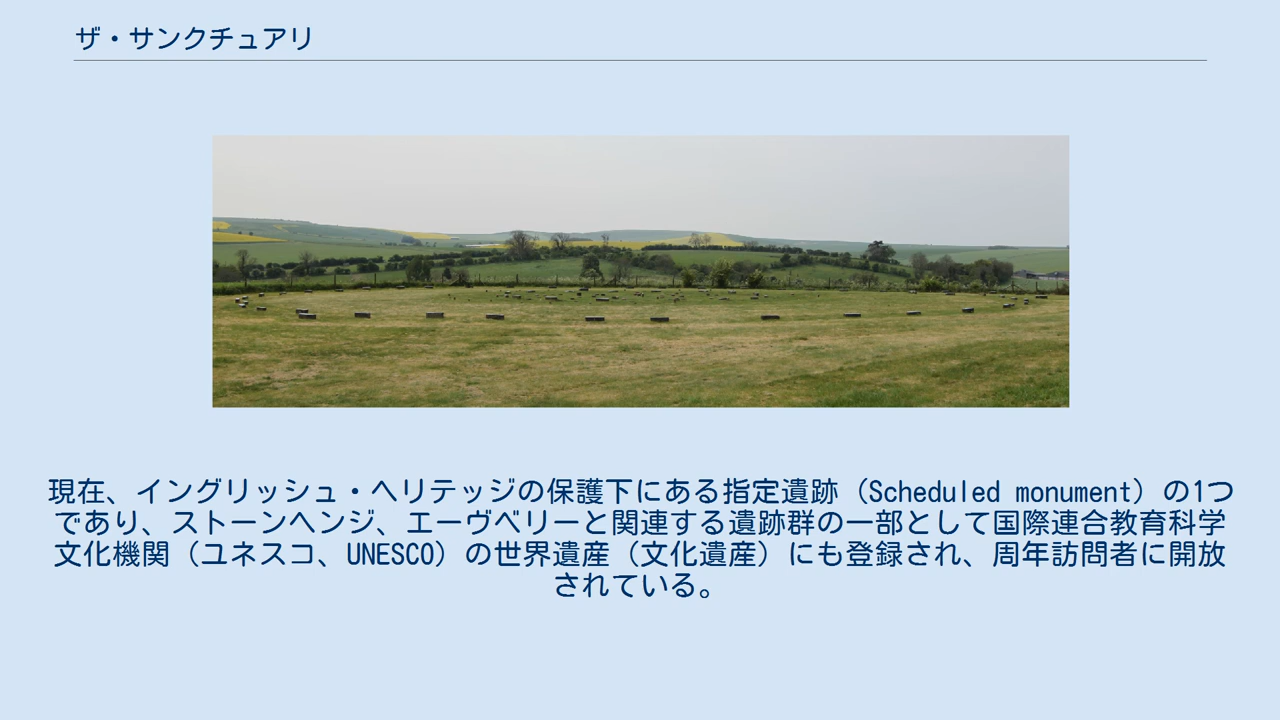 ザ・サンクチュアリ
現在、イングリッシュ・ヘリテッジの保護下にある指定遺跡（Scheduled monument）の1つ
であり、ストーンヘンジ、エーヴベリーと関連する遺跡群の一部として国際連合教育科学
文化機関（ユネスコ、UNESCO）の世界遺産（文化遺産）にも登録され、周年訪問者に開放
されている。